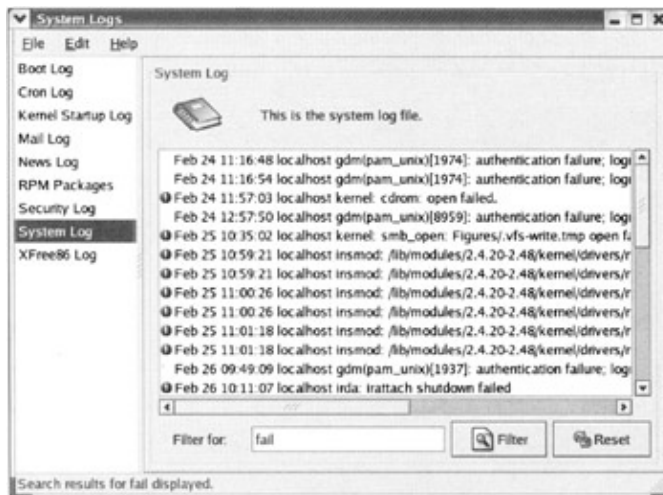 System Logs
File Edit Help
Boot Log
Cron Log
Kernel Startup Log
Mail Log
News Log
RPM Packages
Security Log
System Log
XFree86 Log
System Log
This is the system log file.
Feb 24 11:16:48 localhost gdm(pam_unix)[1974]: authentication failure; logi
Feb 24 11:16:54 localhost gdm(pam_unix)[1974]: authentication failure; logi
Feb 24 11:57:03 localhost kernel: cdrom: open failed.
Feb 24 12:57:50 localhost gdm(pam_unix)[8959]: authentication failure; logi
Feb 25 10:35:02 localhost kernel: smb_open: Figures/.vfs-write.tmp open fa
Feb 25 10:59:21 localhost insmod: /lib/modules/2.4.20-2.48/kernel/drivers/r
Feb 25 10:59:21 localhost insmod: /lib/modules/2.4.20-2.48/kernel/drivers/r
Feb 25 11:00:26 localhost insmod: /lib/modules/2.4.20-2.48/kernel/drivers/r
Feb 25 11:00:26 localhost insmod: /lib/modules/2.4.20-2.48/kernel/drivers/r
Feb 25 11:01:18 localhost insmod: /lib/modules/2.4.20-2.48/kernel/drivers/r
Feb 25 11:01:18 localhost insmod: /lib/modules/2.4.20-2.48/kernel/drivers/r
Feb 26 09:49:09 localhost gdm(pam_unix)[1937]: authentication failure; logi
Feb 26 10:11:07 localhost irda: irattach shutdown failed
Filter for: fail Filter Reset
Search results for fail displayed.